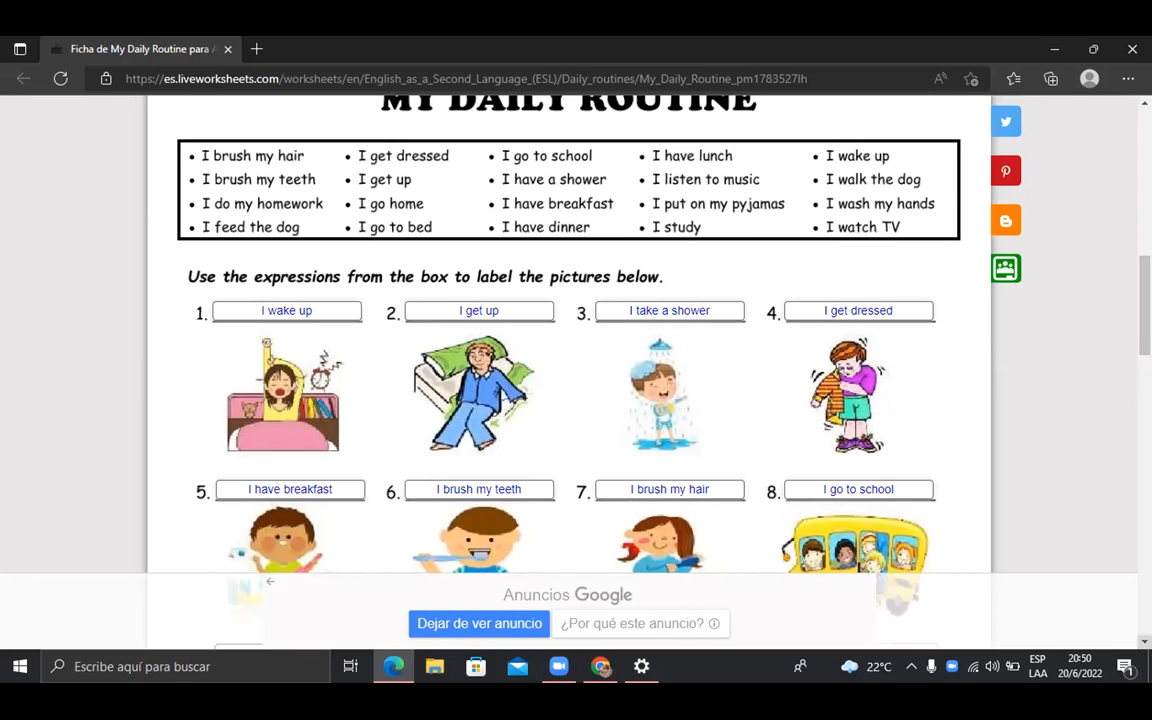 Ficha de My Daily Routine para A
https://es.liveworksheets.com/worksheets/en/English_as_a_Second_Language_(ESL)/Daily_routines/My_Daily_Routine_pm1783527lh
MY DAILY ROUTINE
• I brush my hair • I get dressed • I go to school • I have lunch • I wake up
• I brush my teeth • I get up • I have a shower • I listen to music • I walk the dog
• I do my homework • I go home • I have breakfast • I put on my pyjamas • I wash my hands
• I feed the dog • I go to bed • I have dinner • I study • I watch TV
Use the expressions from the box to label the pictures below.
1. I wake up 2. I get up 3. I take a shower 4. I get dressed
5. I have breakfast 6. I brush my teeth 7. I brush my hair 8. I go to school
Anuncios Google
Dejar de ver anuncio ¿Por qué este anuncio?
Escribe aquí para buscar
22°C
ESP
LAA
20:50
20/6/2022
1